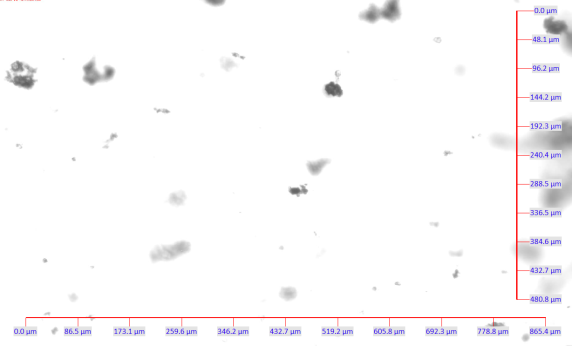 0.0 µm
48.1 µm
96.2 µm
144.2 µm
192.3 µm
240.4 µm
288.5 µm
336.5 µm
384.6 µm
432.7 µm
480.8 µm
0.0 µm 86.5 µm 173.1 µm 259.6 µm 346.2 µm 432.7 µm 519.2 µm 605.8 µm 692.3 µm 778.8 µm 865.4 µm